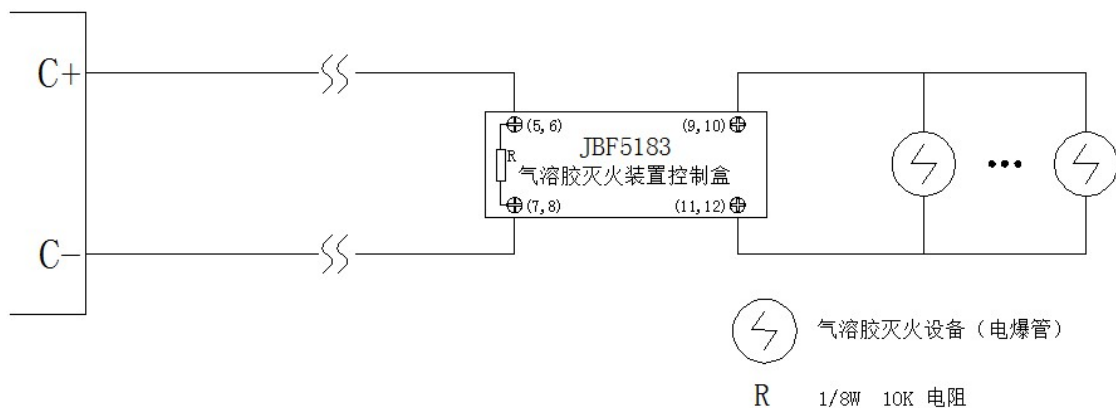 C+
(5,6)
(9,10)
R
JBF5183
气溶胶灭火装置控制盒
(7,8)
(11,12)
C-
气溶胶灭火设备（电爆管）
R 1/8W 10K 电阻